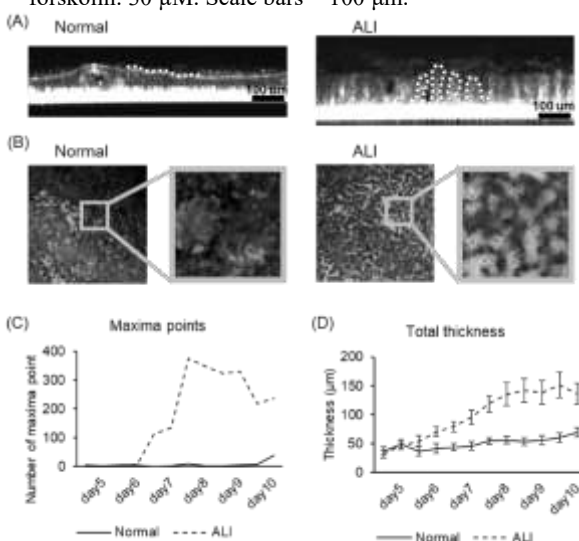 forskolin: 30 μM. Scale bars = 100 μm.
(A)
Normal
ALI
100 um
100 um
(B)
Normal
ALI
(C)
Maxima points
Number of maxima point
400
300
200
100
0
day5
day6
day7
day8
day9
day10
Normal
ALI
(D)
Total thickness
Thickness (μm)
200
150
100
50
0
day5
day6
day7
day8
day9
day10
Normal
ALI